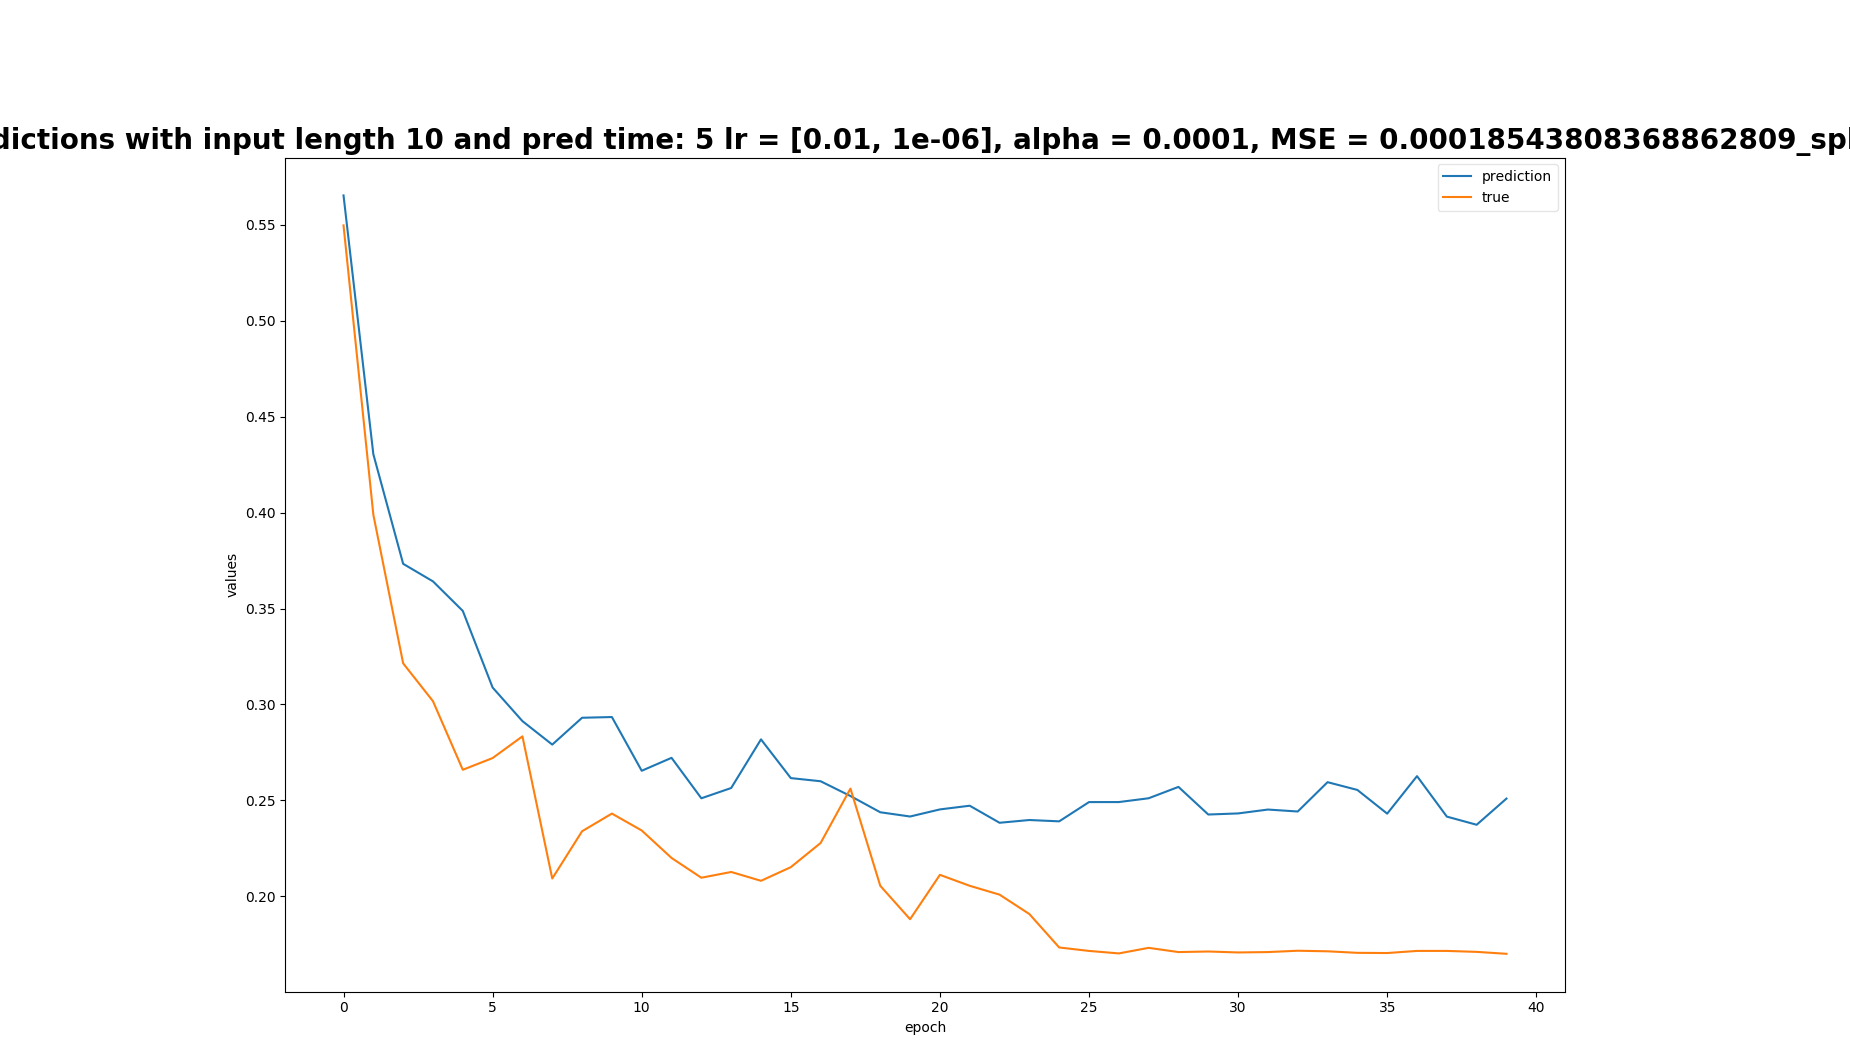 dictions with input length 10 and pred time: 5 lr = [0.01, 1e-06], alpha = 0.0001, MSE = 0.00018543808368862809_spl
prediction
true
0.55
0.50
0.45
0.40
0.35
0.30
0.25
0.20
values
0 5 10 15 20 25 30 35 40
epoch